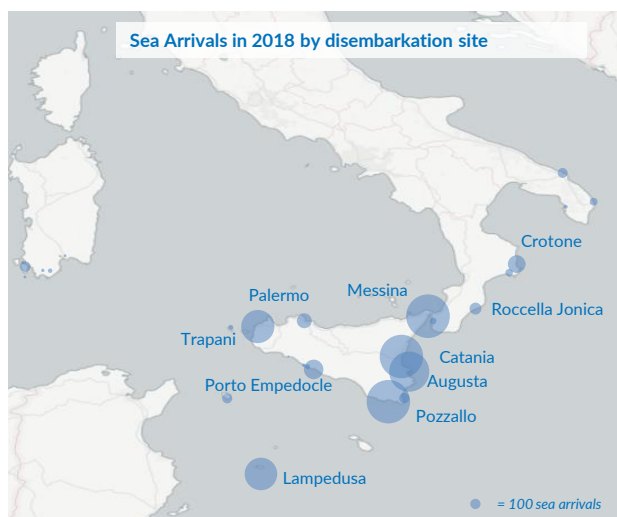 Sea Arrivals in 2018 by disembarkation site
Crotone
Messina
Palermo
Roccella Jonica
Trapani
Catania
Augusta
Porto Empedocle
Pozzallo
Lampedusa
= 100 sea arrivals